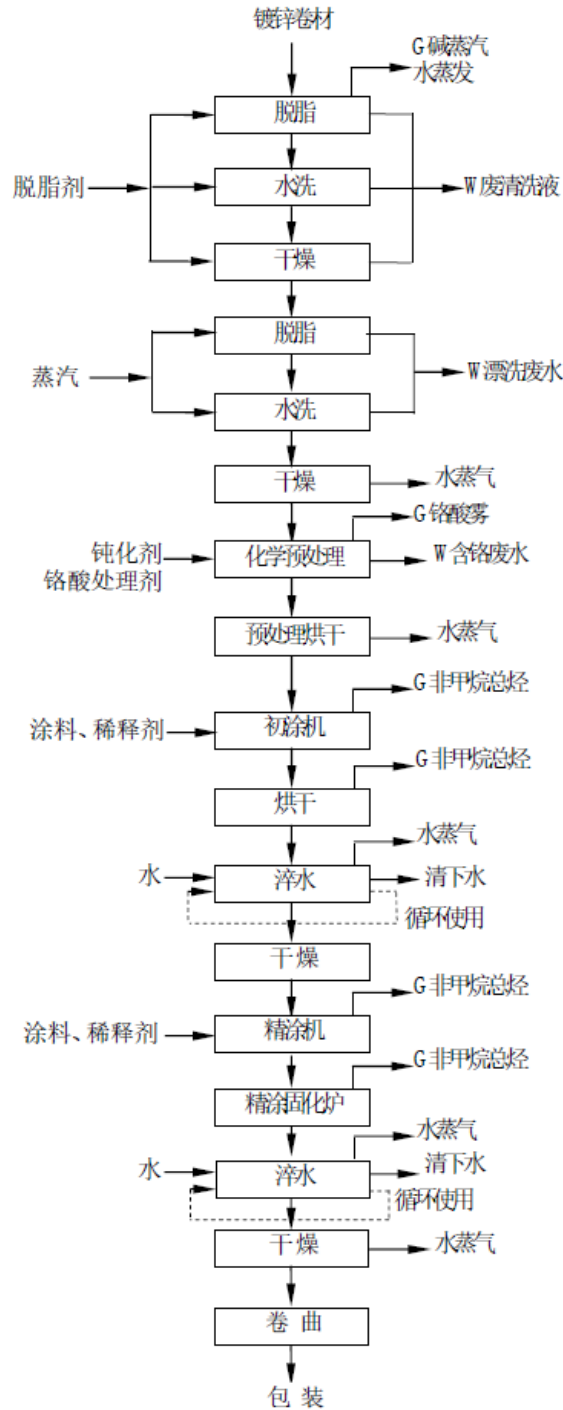 镀锌卷材
G碱蒸汽
水蒸发
脱脂
脱脂剂
水洗
W废清洗液
干燥
脱脂
蒸汽
W漂洗废水
水洗
干燥
水蒸气
G铬酸雾
钝化剂
铬酸处理剂
化学预处理
W含铬废水
预处理烘干
水蒸气
G非甲烷总烃
涂料、稀释剂
初涂机
G非甲烷总烃
烘干
水蒸气
水
淬水
清下水
循环使用
干燥
G非甲烷总烃
涂料、稀释剂
精涂机
G非甲烷总烃
精涂固化炉
水蒸气
水
淬水
清下水
循环使用
干燥
水蒸气
卷曲
包装